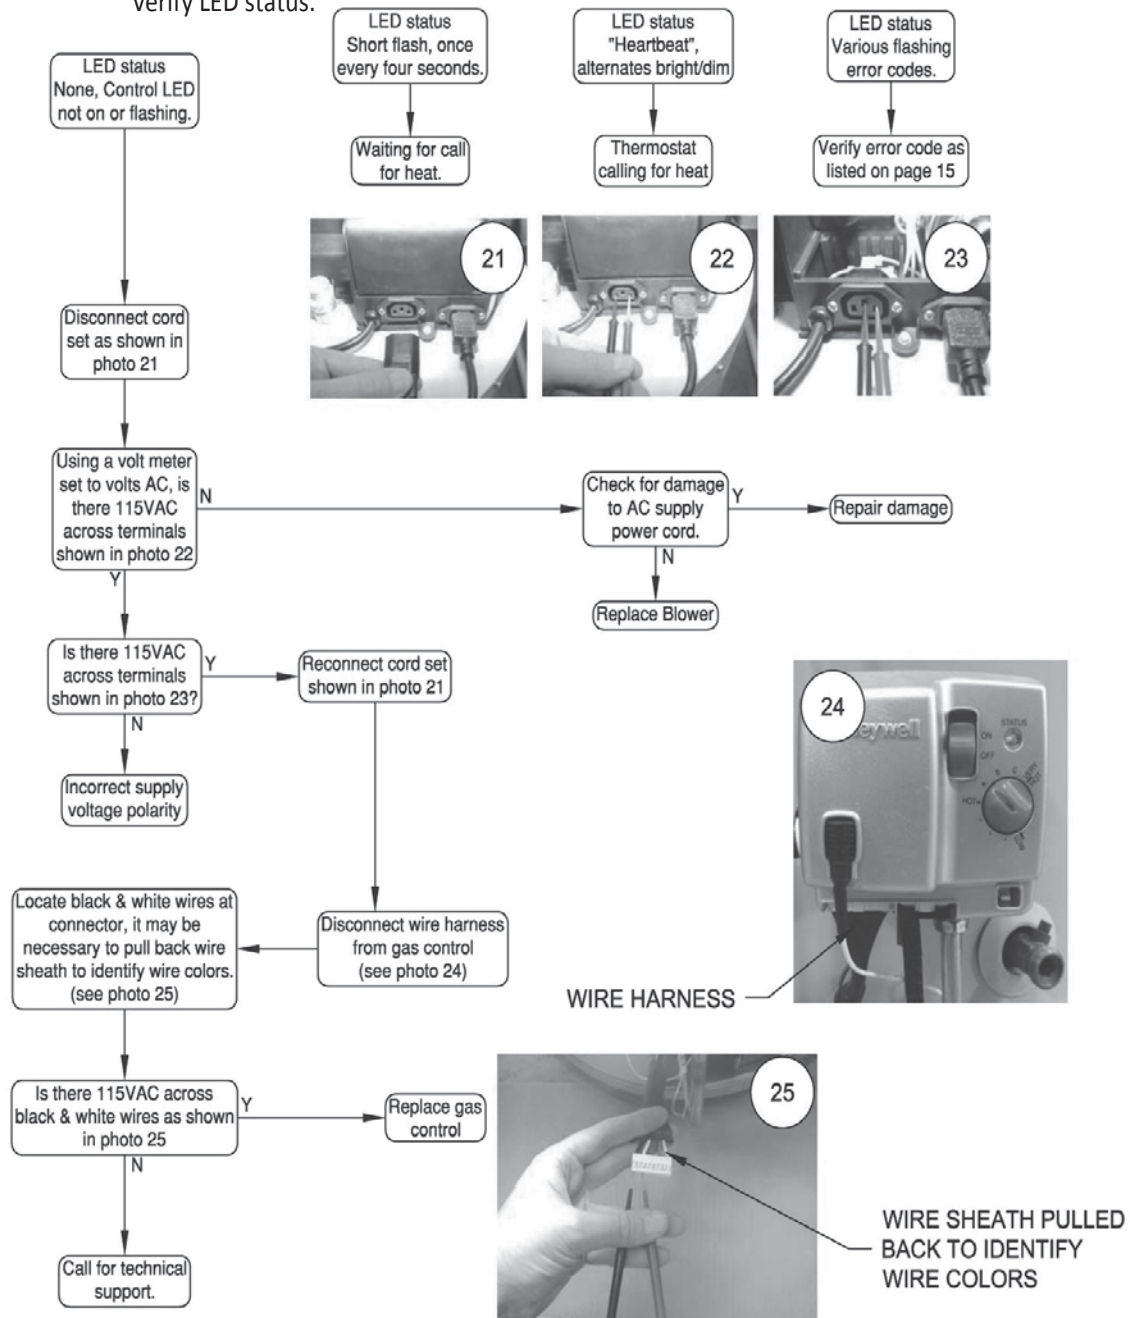 verify LED status.
LED status
None, Control LED
not on or flashing.
LED status
Short flash, once
every four seconds.
LED status
"Heartbeat",
alternates bright/dim
LED status
Various flashing
error codes.
Waiting for call
for heat.
Thermostat
calling for heat
Verify error code as
listed on page 15
21
22
23
Disconnect cord
set as shown in
photo 21
Using a volt meter
set to volts AC, is
there 115VAC
across terminals
shown in photo 22
N
Y
Check for damage
to AC supply
power cord.
Y
N
Repair damage
Replace Blower
Is there 115VAC
across terminals
shown in photo 23?
Y
N
Reconnect cord set
shown in photo 21
Incorrect supply
voltage polarity
24
eywell
STATUS
ON
OFF
HOT
A
B
C
VERY
HOT
LOW
Locate black & white wires at
connector, it may be
necessary to pull back wire
sheath to identify wire colors.
(see photo 25)
Disconnect wire harness
from gas control
(see photo 24)
WIRE HARNESS
Is there 115VAC across
black & white wires as shown
in photo 25
Y
N
Replace gas
control
25
Call for technical
support.
WIRE SHEATH PULLED
BACK TO IDENTIFY
WIRE COLORS